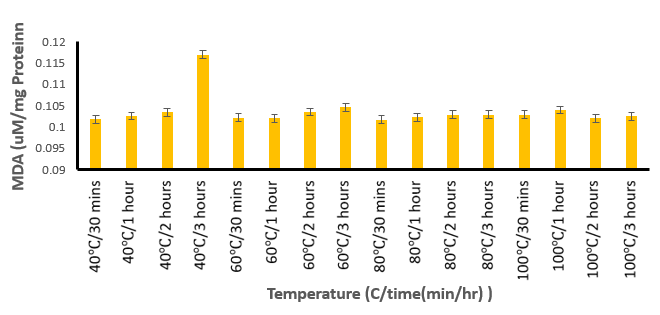 MDA (uM/mg Proteinn
0.12
0.115
0.11
0.105
0.1
0.095
0.09
40°C/30 mins
40°C/1 hour
40°C/2 hours
40°C/3 hours
60°C/30 mins
60°C/1 hour
60°C/2 hours
60°C/3 hours
80°C/30 mins
80°C/1 hour
80°C/2 hours
80°C/3 hours
100°C/30 mins
100°C/1 hour
100°C/2 hours
100°C/3 hours
Temperature (C/time(min/hr) )